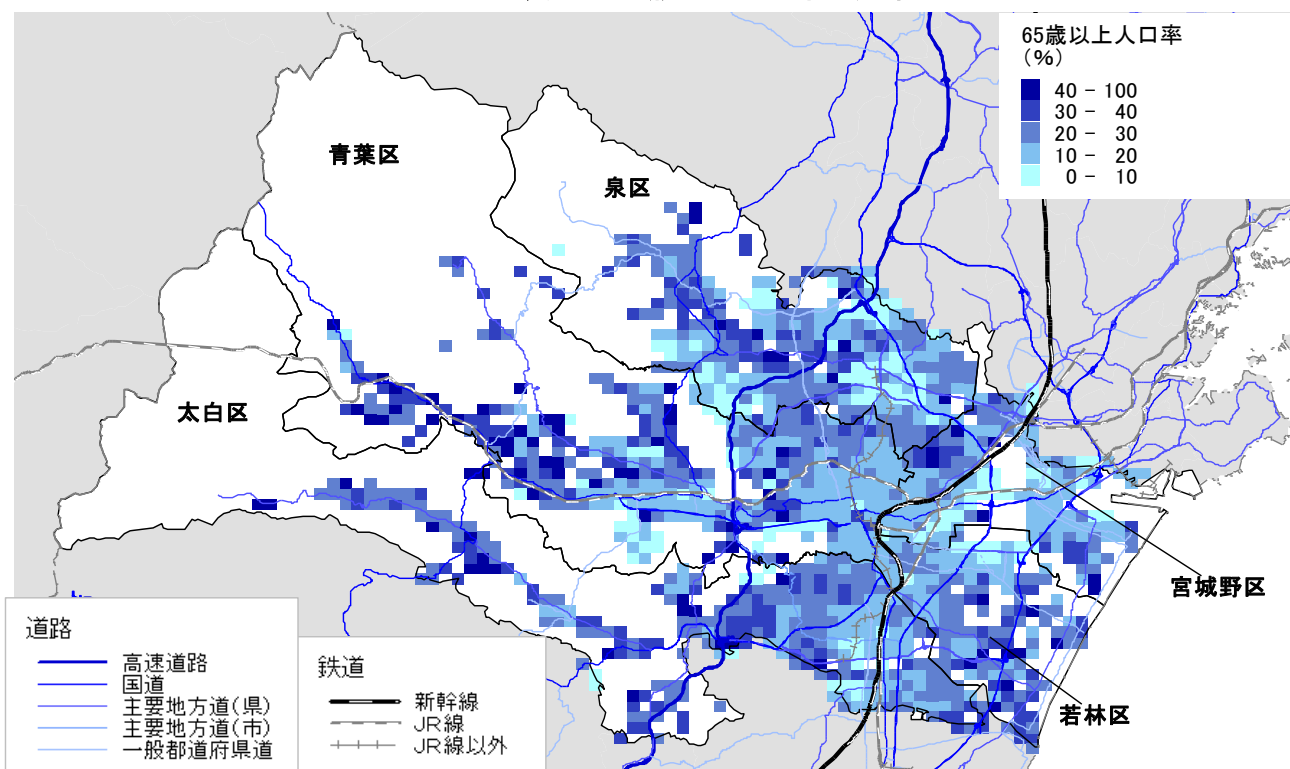 65歳以上人口率
(%)
40 - 100
30 - 40
20 - 30
10 - 20
0 - 10
青葉区
泉区
太白区
宮城野区
若林区
道路
高速道路
国道
主要地方道(県)
主要地方道(市)
一般都道府県道
鉄道
新幹線
JR線
JR線以外